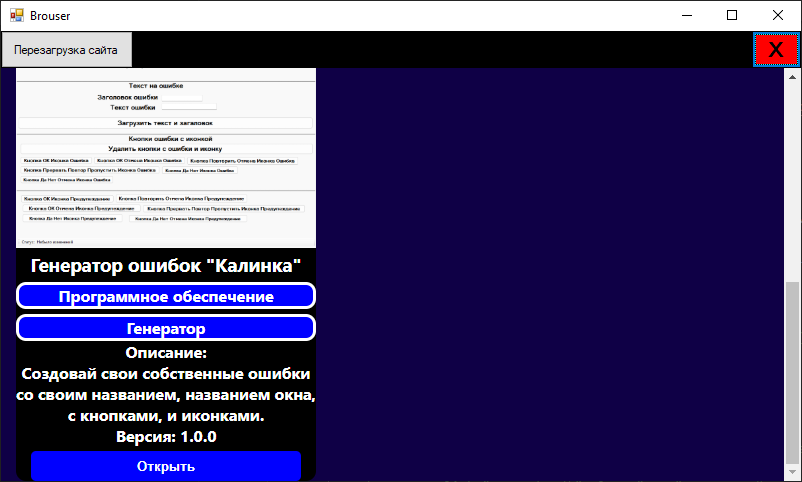 Brouser
Перезагрузка сайта
X
Текст на ошибке
Заголовок ошибки
Текст ошибки
Загрузить текст и загаловок
Кнопки ошибки с иконкой
Удалить кнопки с ошибки и иконку
Кнопка ОК Иконка Ошибка Кнопка ОК Отмена Иконка Ошибка Кнопка Повторить Отмена Иконка Ошибка
Кнопка Прервать Повтор Пропустить Иконка Ошибка Кнопка Да Нет Иконка Ошибка
Кнопка Да Нет Отмена Иконка Ошибка
Кнопка ОК Иконка Предупреждение Кнопка Повторить Отмена Иконка Предупреждение
Кнопка ОК Отмена Иконка Предупреждение Кнопка Прервать Повтор Пропустить Иконка Предупреждение
Кнопка Да Нет Иконка Предупреждение Кнопка Да Нет Отмена Иконка Предупреждение
Статус:
Генератор ошибок "Калинка"
Программное обеспечение
Генератор
Описание:
Создовай свои собственные ошибки
со своим названием, названием окна,
с кнопками, и иконками.
Версия: 1.0.0
Открыть